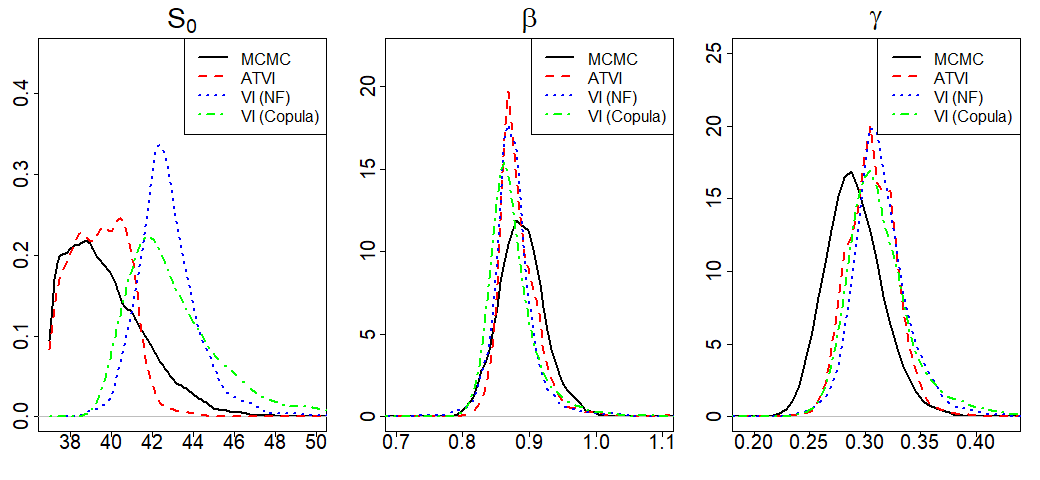 S0
MCMC
ATVI
VI (NF)
VI (Copula)
0.0 0.1 0.2 0.3 0.4
38 40 42 44 46 48 50
β
MCMC
ATVI
VI (NF)
VI (Copula)
0 5 10 15 20
0.7 0.8 0.9 1.0 1.1
γ
MCMC
ATVI
VI (NF)
VI (Copula)
0 5 10 15 20 25
0.20 0.25 0.30 0.35 0.40